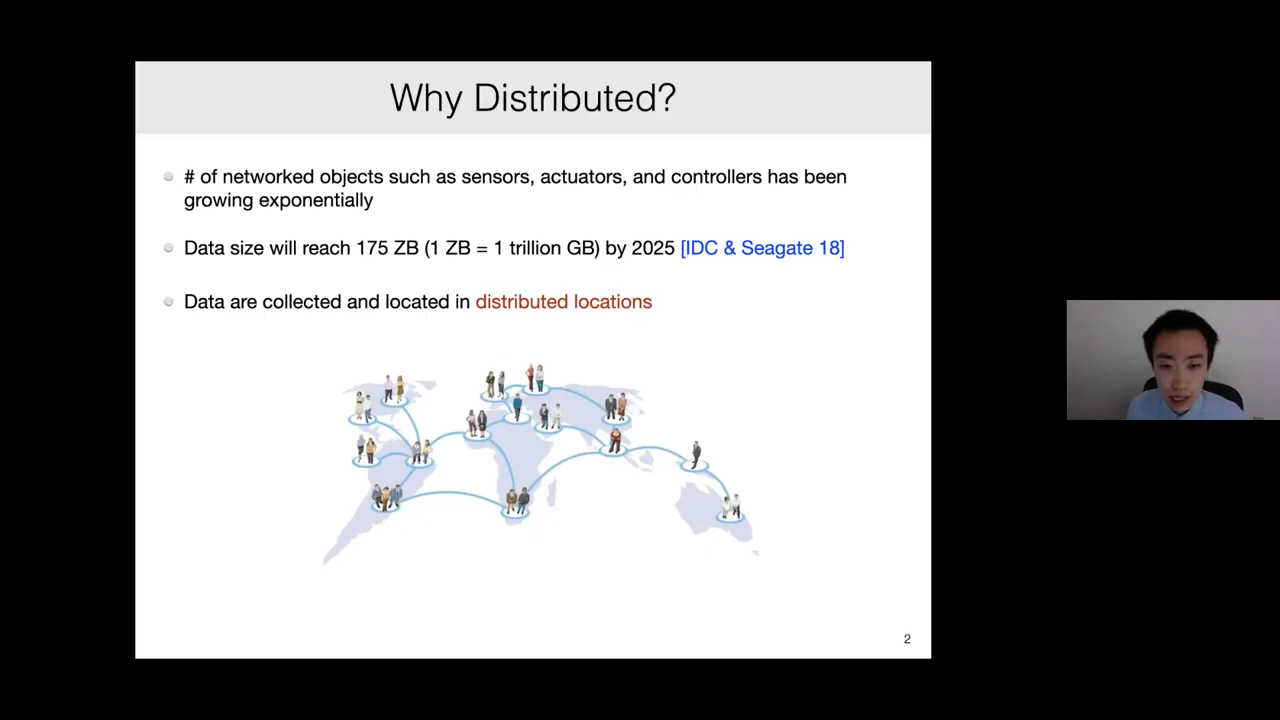 Why Distributed?
# of networked objects such as sensors, actuators, and controllers has been
growing exponentially
Data size will reach 175 ZB (1 ZB = 1 trillion GB) by 2025 [IDC & Seagate 18]
Data are collected and located in distributed locations
2